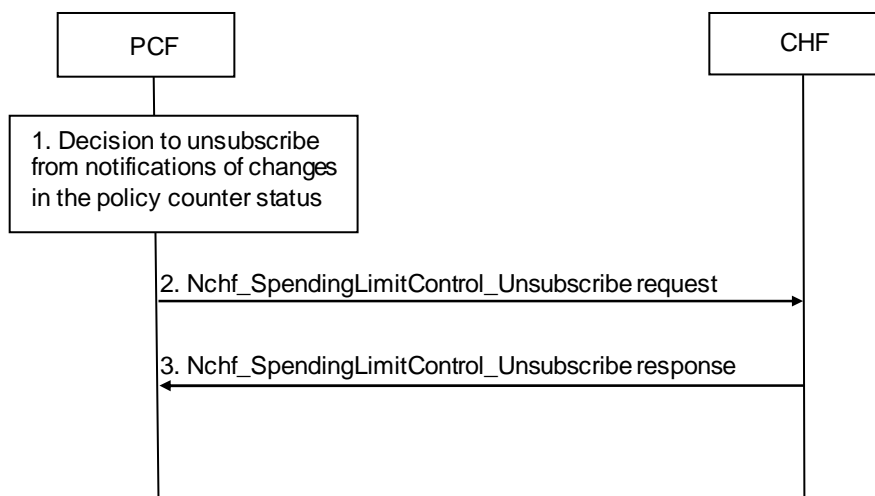 PCF
CHF
1. Decision to unsubscribe
from notifications of changes
in the policy counter status
2. Nchf_SpendingLimitControl_Unsubscribe request
3. Nchf_SpendingLimitControl_Unsubscribe response